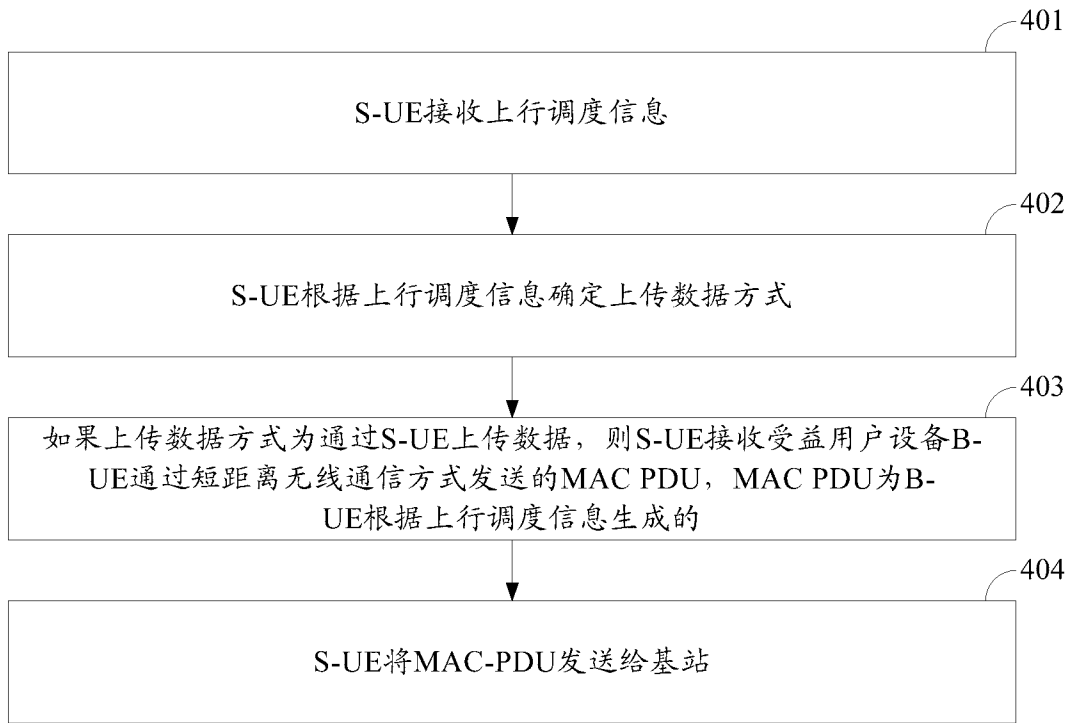 401
S-UE接收上行调度信息
402
S-UE根据上行调度信息确定上传数据方式
403
如果上传数据方式为通过S-UE上传数据，则S-UE接收受益用户设备B-
UE通过短距离无线通信方式发送的MAC PDU，MAC PDU为B-
UE根据上行调度信息生成的
404
S-UE将MAC-PDU发送给基站